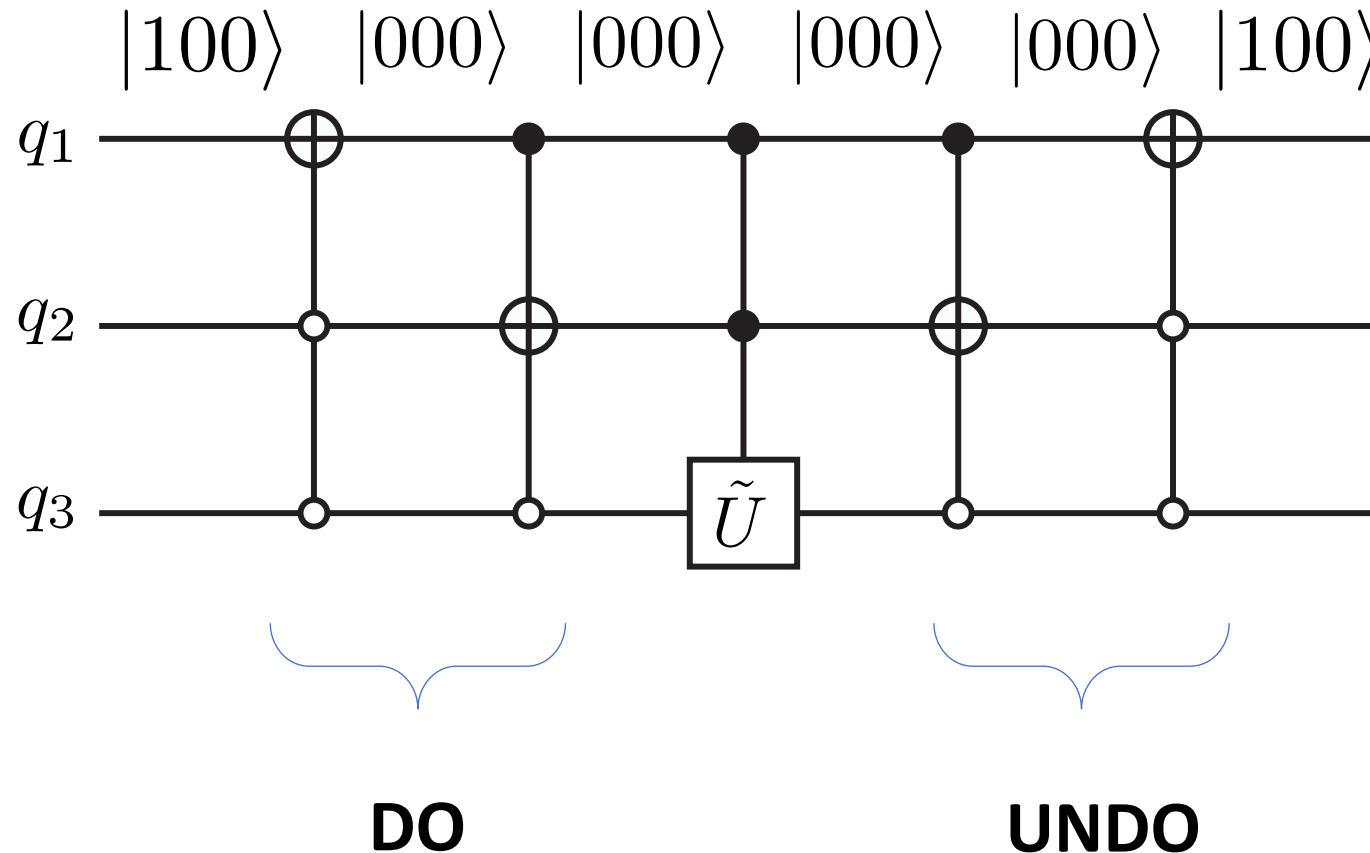 |100⟩ |000⟩ |000⟩ |000⟩ |000⟩ |100⟩
q₁
q₂
q₃ Ũ
DO UNDO